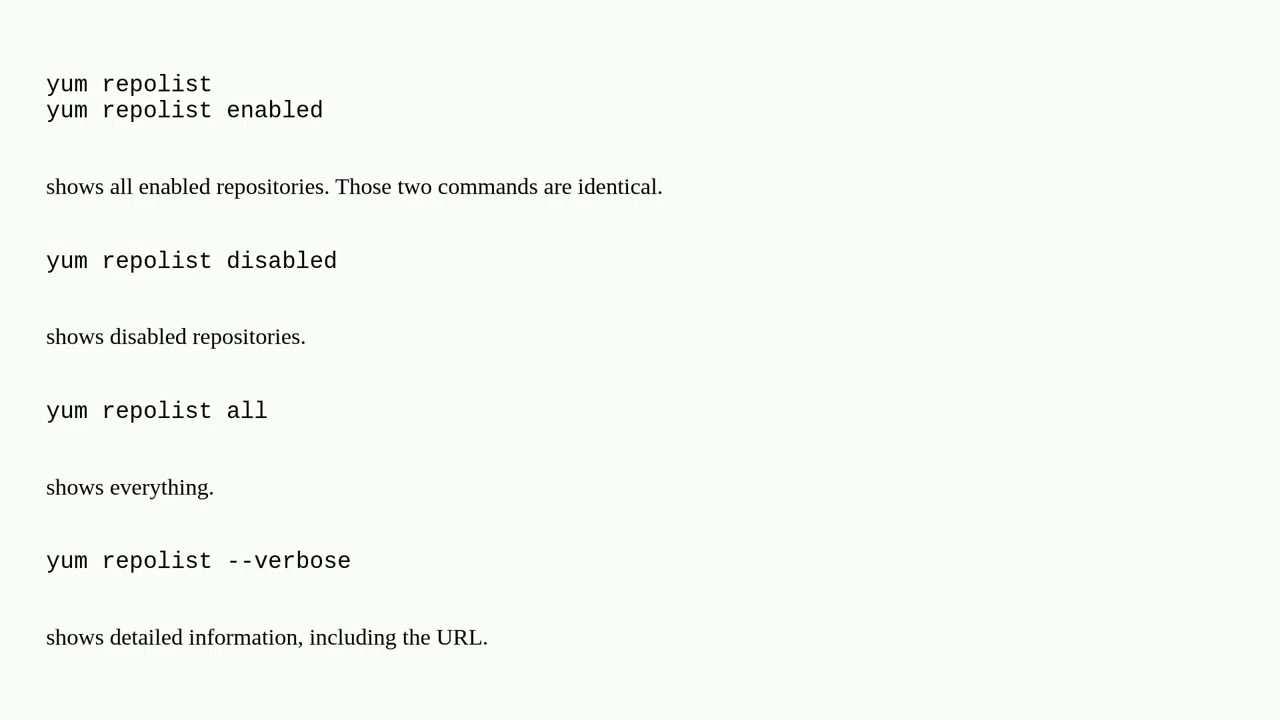 yum repolist
yum repolist enabled
shows all enabled repositories. Those two commands are identical.
yum repolist disabled
shows disabled repositories.
yum repolist all
shows everything.
yum repolist --verbose
shows detailed information, including the URL.